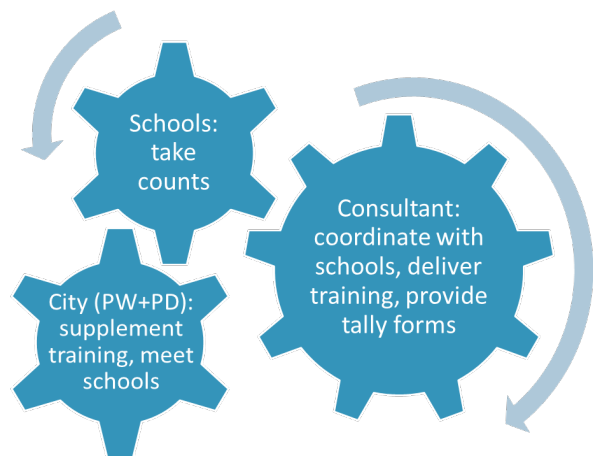 Schools:
take
counts
Consultant:
coordinate with
schools, deliver
training, provide
tally forms
City (PW+PD):
supplement
training, meet
schools